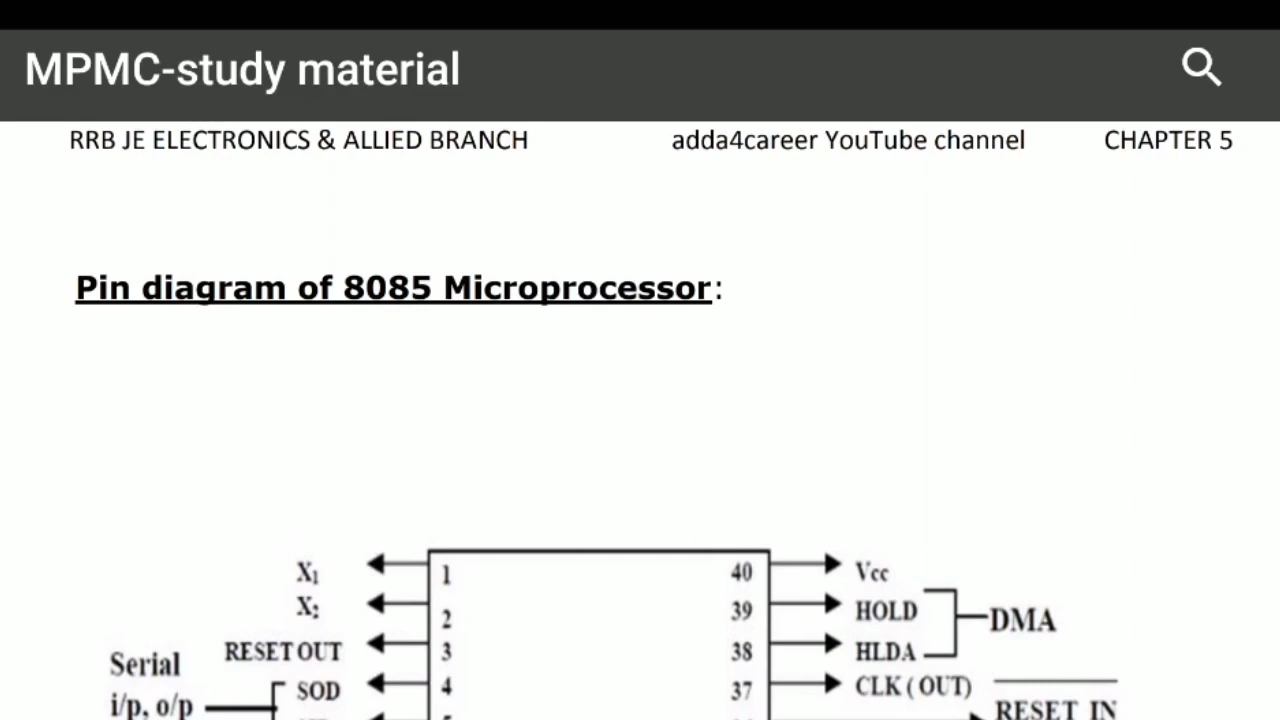 MPMC-study material
RRB JE ELECTRONICS & ALLIED BRANCH adda4career YouTube channel CHAPTER 5
Pin diagram of 8085 Microprocessor:
X1 1 40 Vcc
X2 2 39 HOLD
DMA
RESET OUT 3 38 HLDA
Serial
SOD 4 37 CLK ( OUT)
i/p, o/p
RESET IN